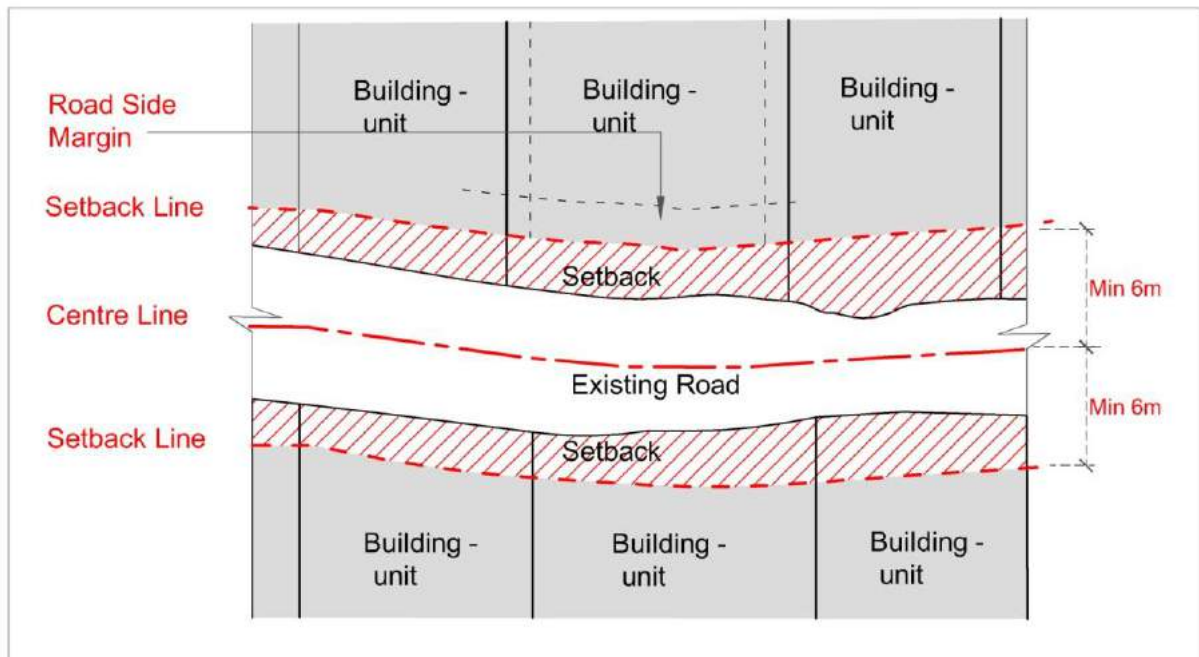 Building -
unit
Building -
unit
Building -
unit
Road Side
Margin
Setback Line
Setback
Min 6m
Centre Line
Existing Road
Min 6m
Setback Line
Setback
Building -
unit
Building -
unit
Building -
unit